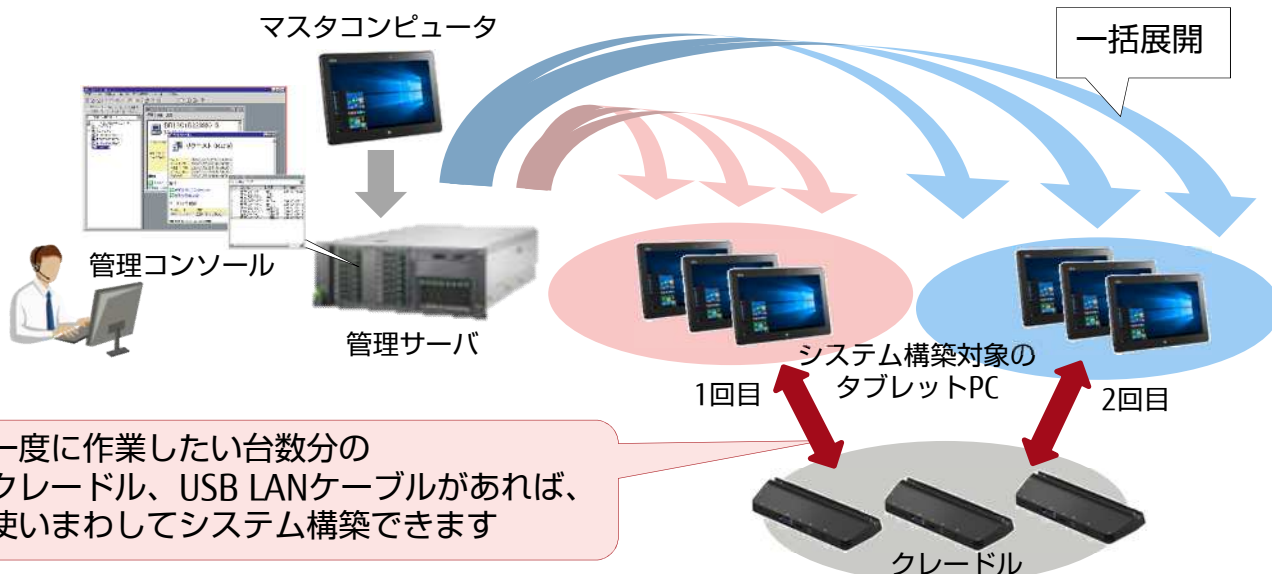 マスタコンピュータ
一括展開
管理コンソール
管理サーバ
システム構築対象の
タブレットPC
1回目
2回目
一度に作業したい台数分の
クレードル、USB LANケーブルがあれば、
使いまわしてシステム構築できます
クレードル